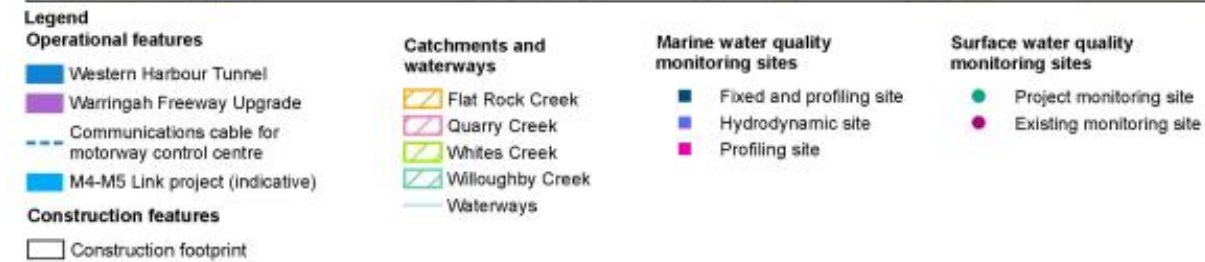 Legend
Operational features
Western Harbour Tunnel
Warringah Freeway Upgrade
Communications cable for
motorway control centre
M4-M5 Link project (indicative)
Construction features
Construction footprint
Catchments and
waterways
Flat Rock Creek
Quarry Creek
Whites Creek
Willoughby Creek
Waterways
Marine water quality
monitoring sites
Fixed and profiling site
Hydrodynamic site
Profiling site
Surface water quality
monitoring sites
Project monitoring site
Existing monitoring site